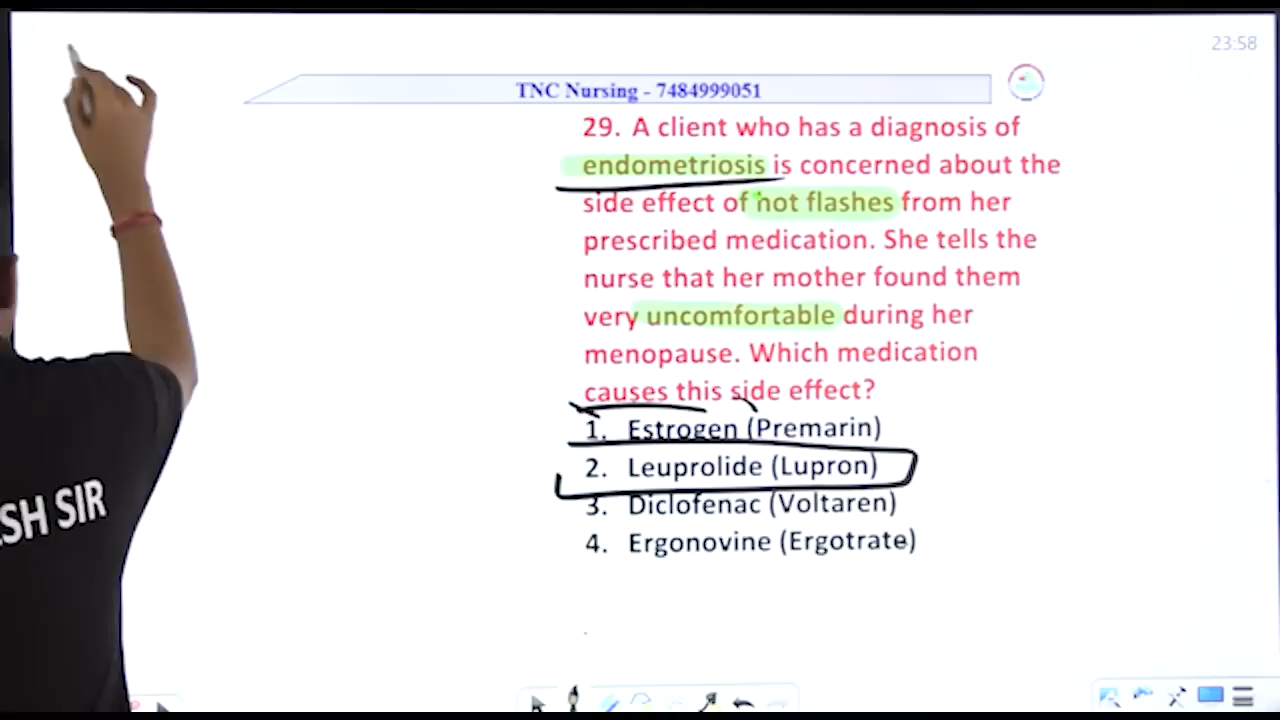 23:58
TNC Nursing - 7484999051
29. A client who has a diagnosis of
endometriosis is concerned about the
side effect of hot flashes from her
prescribed medication. She tells the
nurse that her mother found them
very uncomfortable during her
menopause. Which medication
causes this side effect?
1. Estrogen (Premarin)
2. Leuprolide (Lupron)
3. Diclofenac (Voltaren)
4. Ergonovine (Ergotrate)
SH SIR